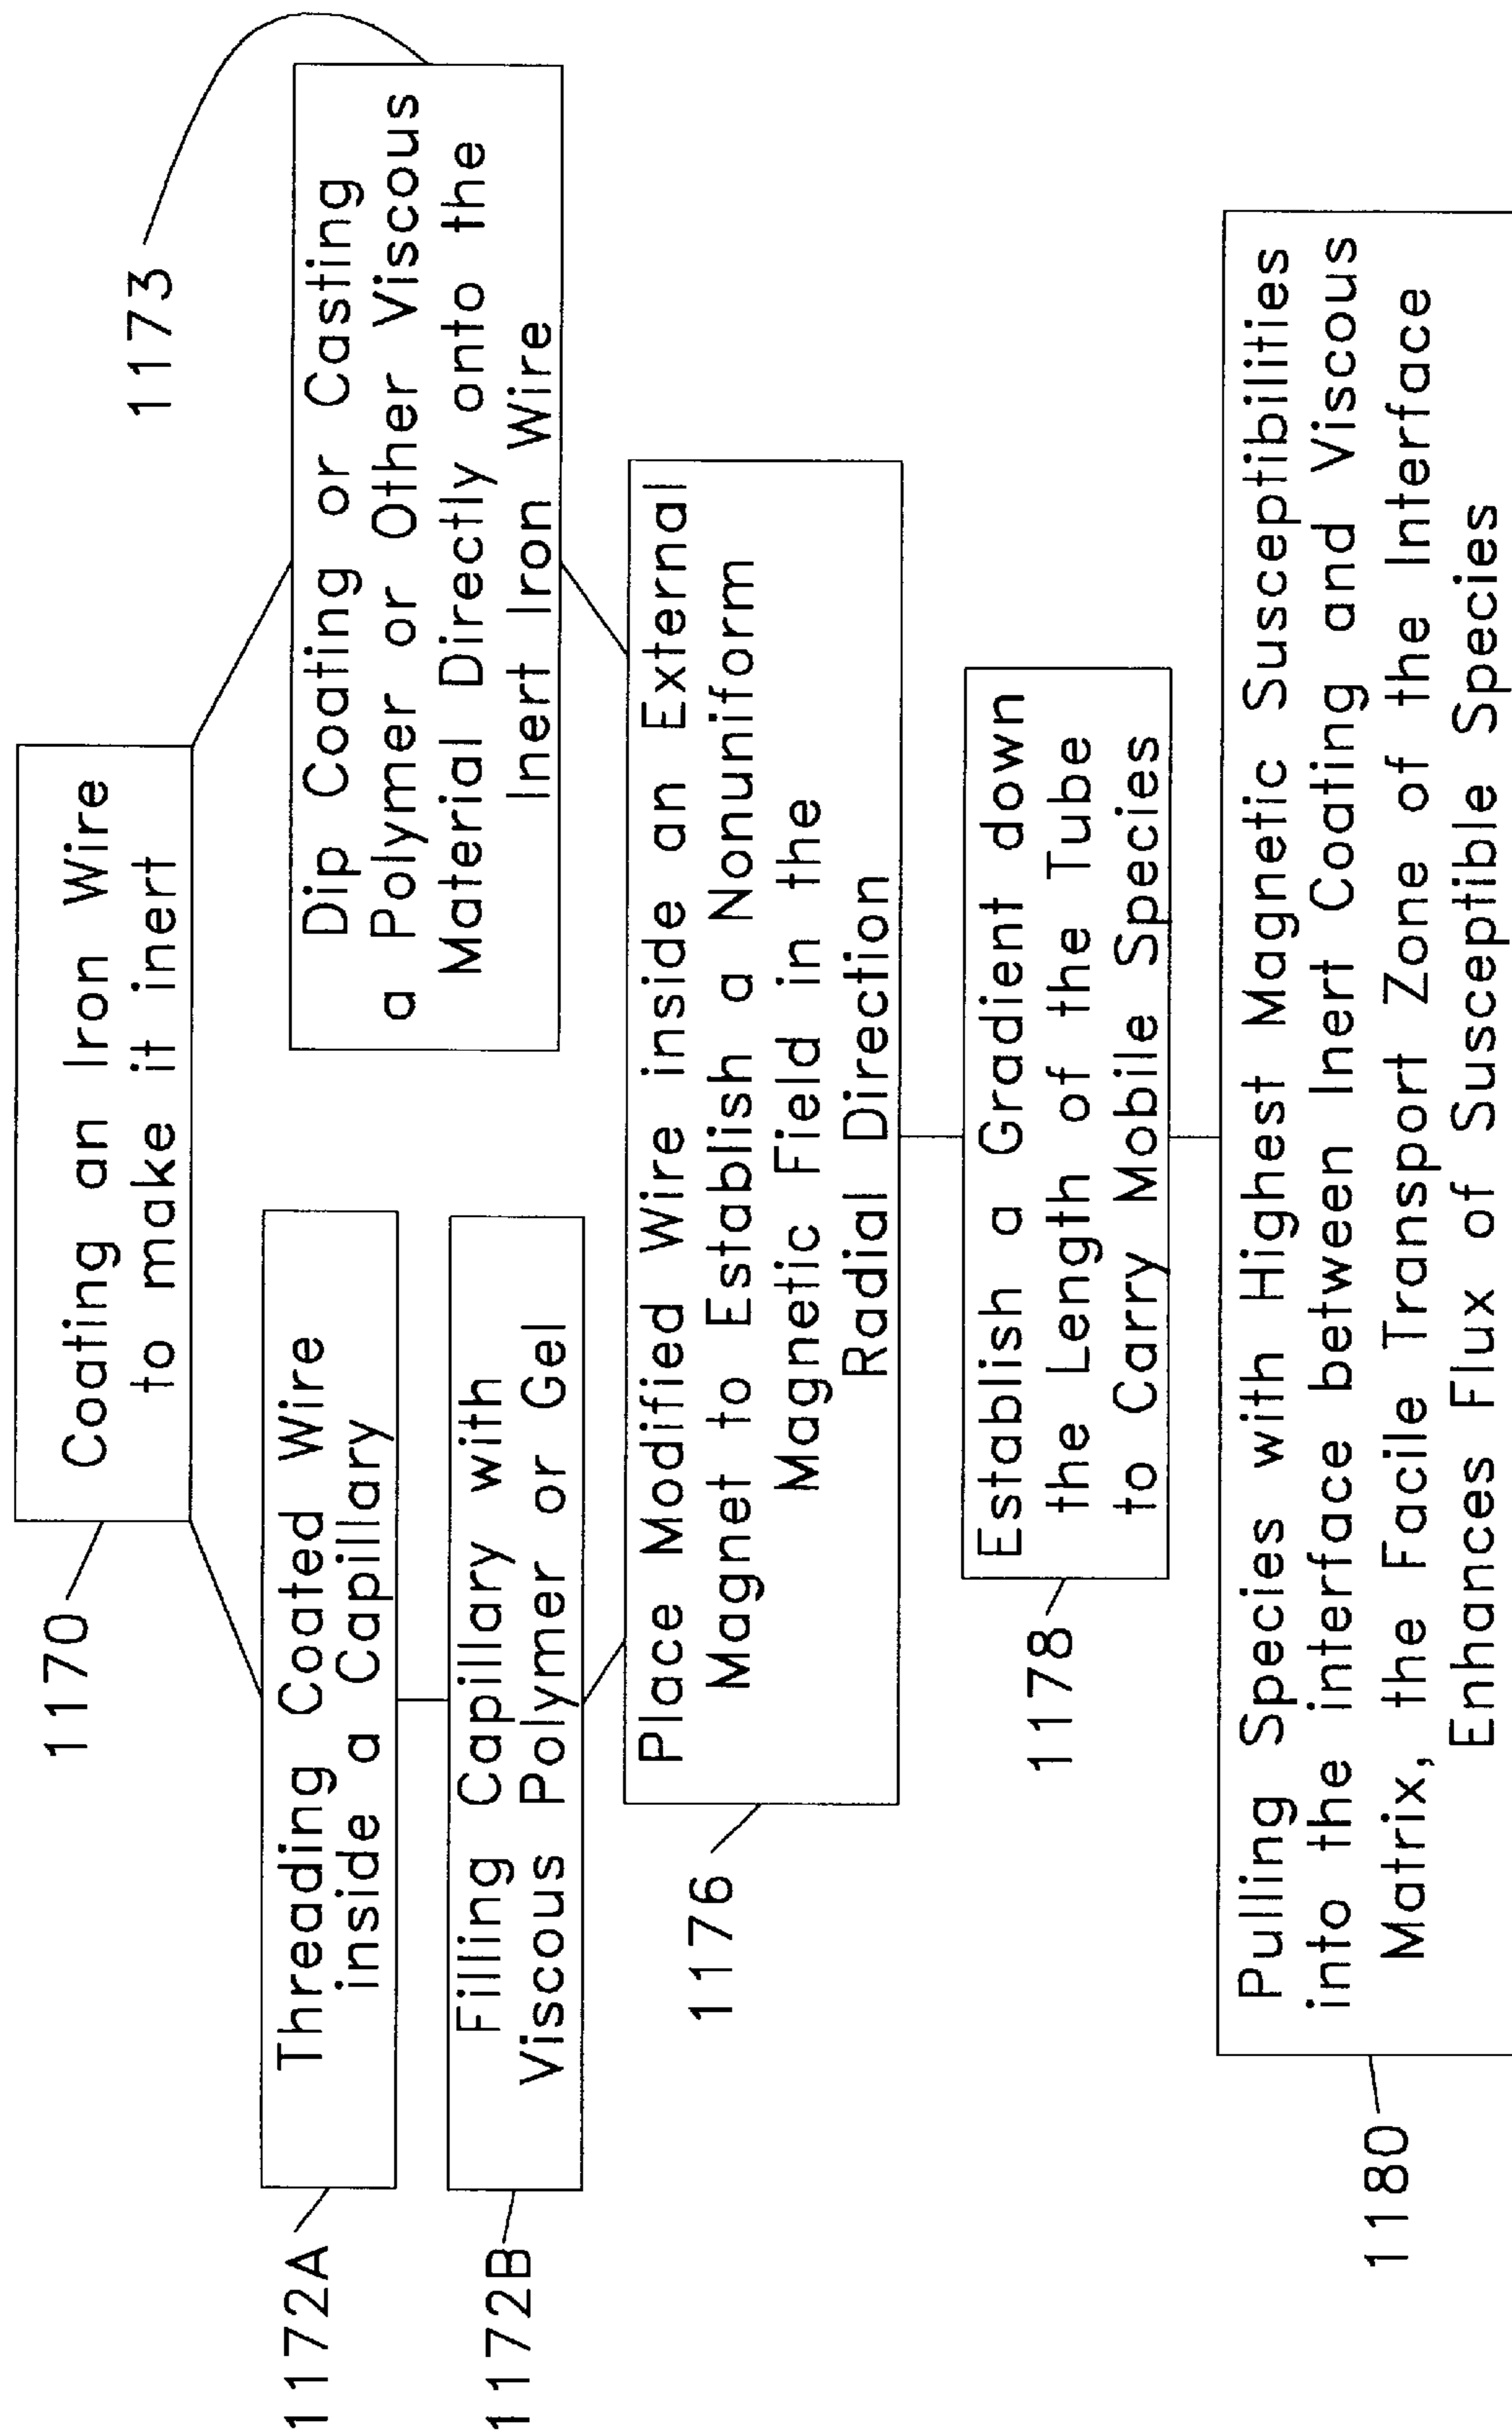 1170
Coating an Iron Wire
to make it inert
1173
1172A
Threading Coated Wire
inside a Capillary
1172B
Filling Capillary with
Viscous Polymer or Gel
Dip Coating or Casting
a Polymer or Other Viscous
Material Directly onto the
Inert Iron Wire
1176
Place Modified Wire inside an External
Magnet to Establish a Nonuniform
Magnetic Field in the
Radial Direction
1178
Establish a Gradient down
the Length of the Tube
to Carry Mobile Species
1180
Pulling Species with Highest Magnetic Susceptibilities
into the interface between Inert Coating and Viscous
Matrix, the Facile Transport Zone of the Interface
Enhances Flux of Susceptible Species